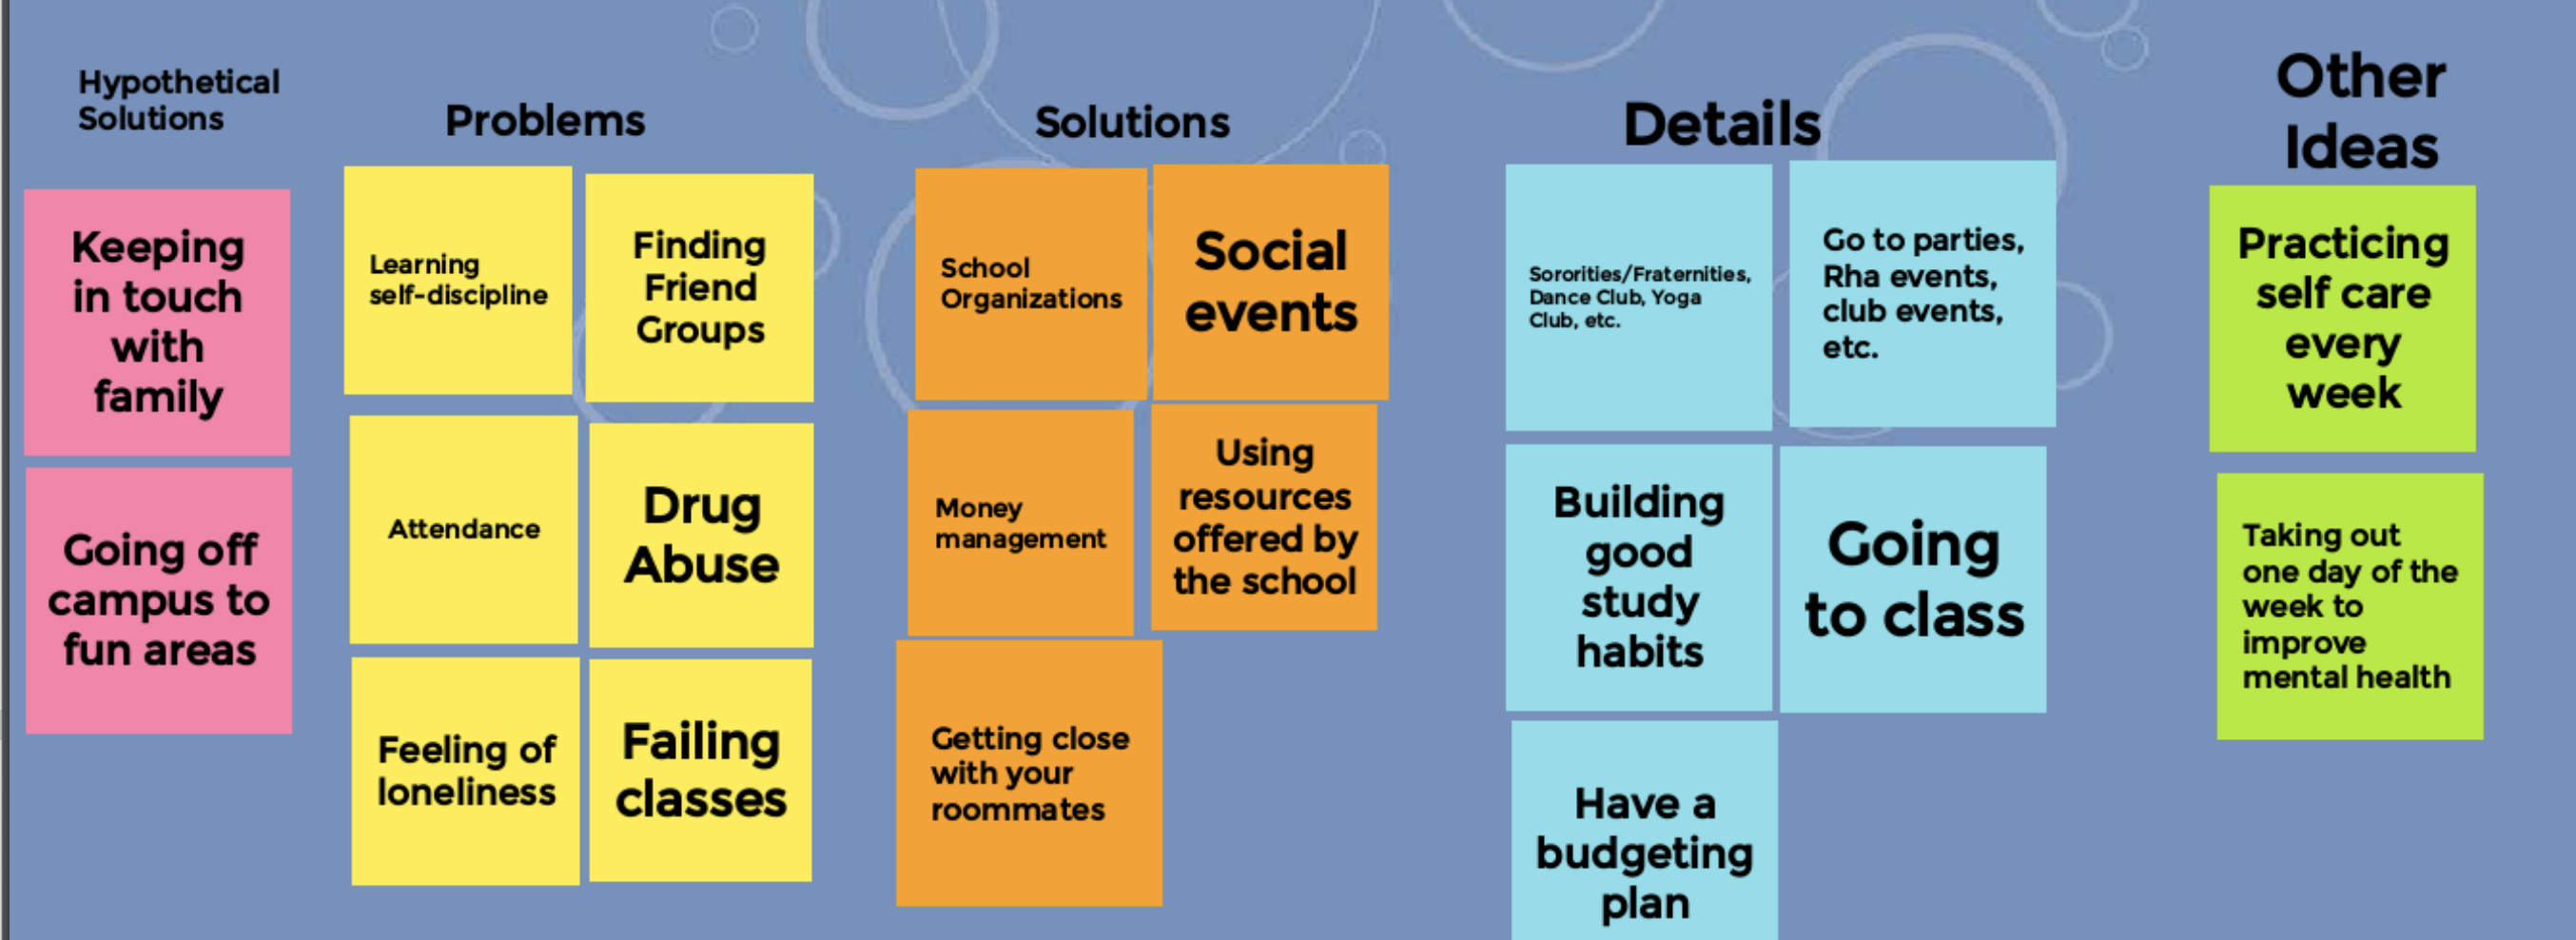 Hypothetical
Solutions
Keeping
in touch
with
family
Going off
campus to
fun areas
Problems
Learning
self-discipline
Finding
Friend
Groups
Attendance
Drug
Abuse
Feeling of
loneliness
Failing
classes
Solutions
School
Organizations
Social
events
Money
management
Using
resources
offered by
the school
Getting close
with your
roommates
Details
Sororities/Fraternities,
Dance Club, Yoga
Club, etc.
Go to parties,
Rha events,
club events,
etc.
Building
good
study
habits
Going
to class
Have a
budgeting
plan
Other
Ideas
Practicing
self care
every
week
Taking out
one day of the
week to
improve
mental health